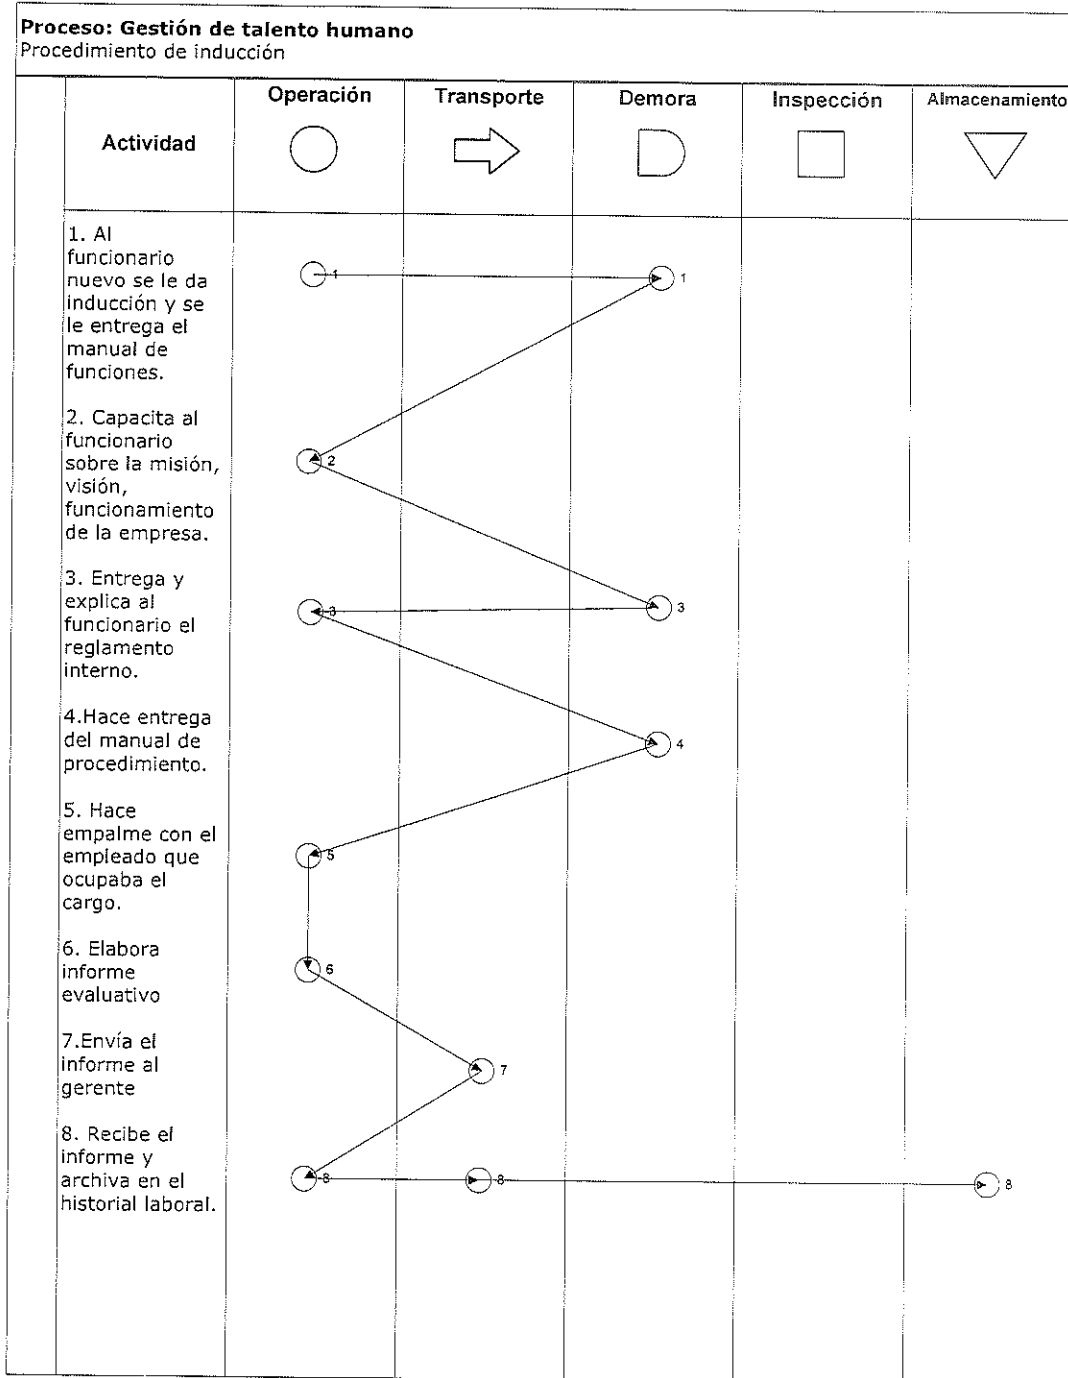 Proceso: Gestión de talento humano
Procedimiento de inducción
Actividad
Operación
Transporte
Demora
Inspección
Almacenamiento
1. Al
funcionario
nuevo se le da
inducción y se
le entrega el
manual de
funciones.
1
1
2. Capacita al
funcionario
sobre la misión,
visión,
funcionamiento
de la empresa.
2
3. Entrega y
explica al
funcionario el
reglamento
interno.
3
3
4.Hace entrega
del manual de
procedimiento.
4
5. Hace
empalme con el
empleado que
ocupaba el
cargo.
5
6. Elabora
informe
evaluativo
6
7.Envía el
informe al
gerente
7
8. Recibe el
informe y
archiva en el
historial laboral.
8
8
8